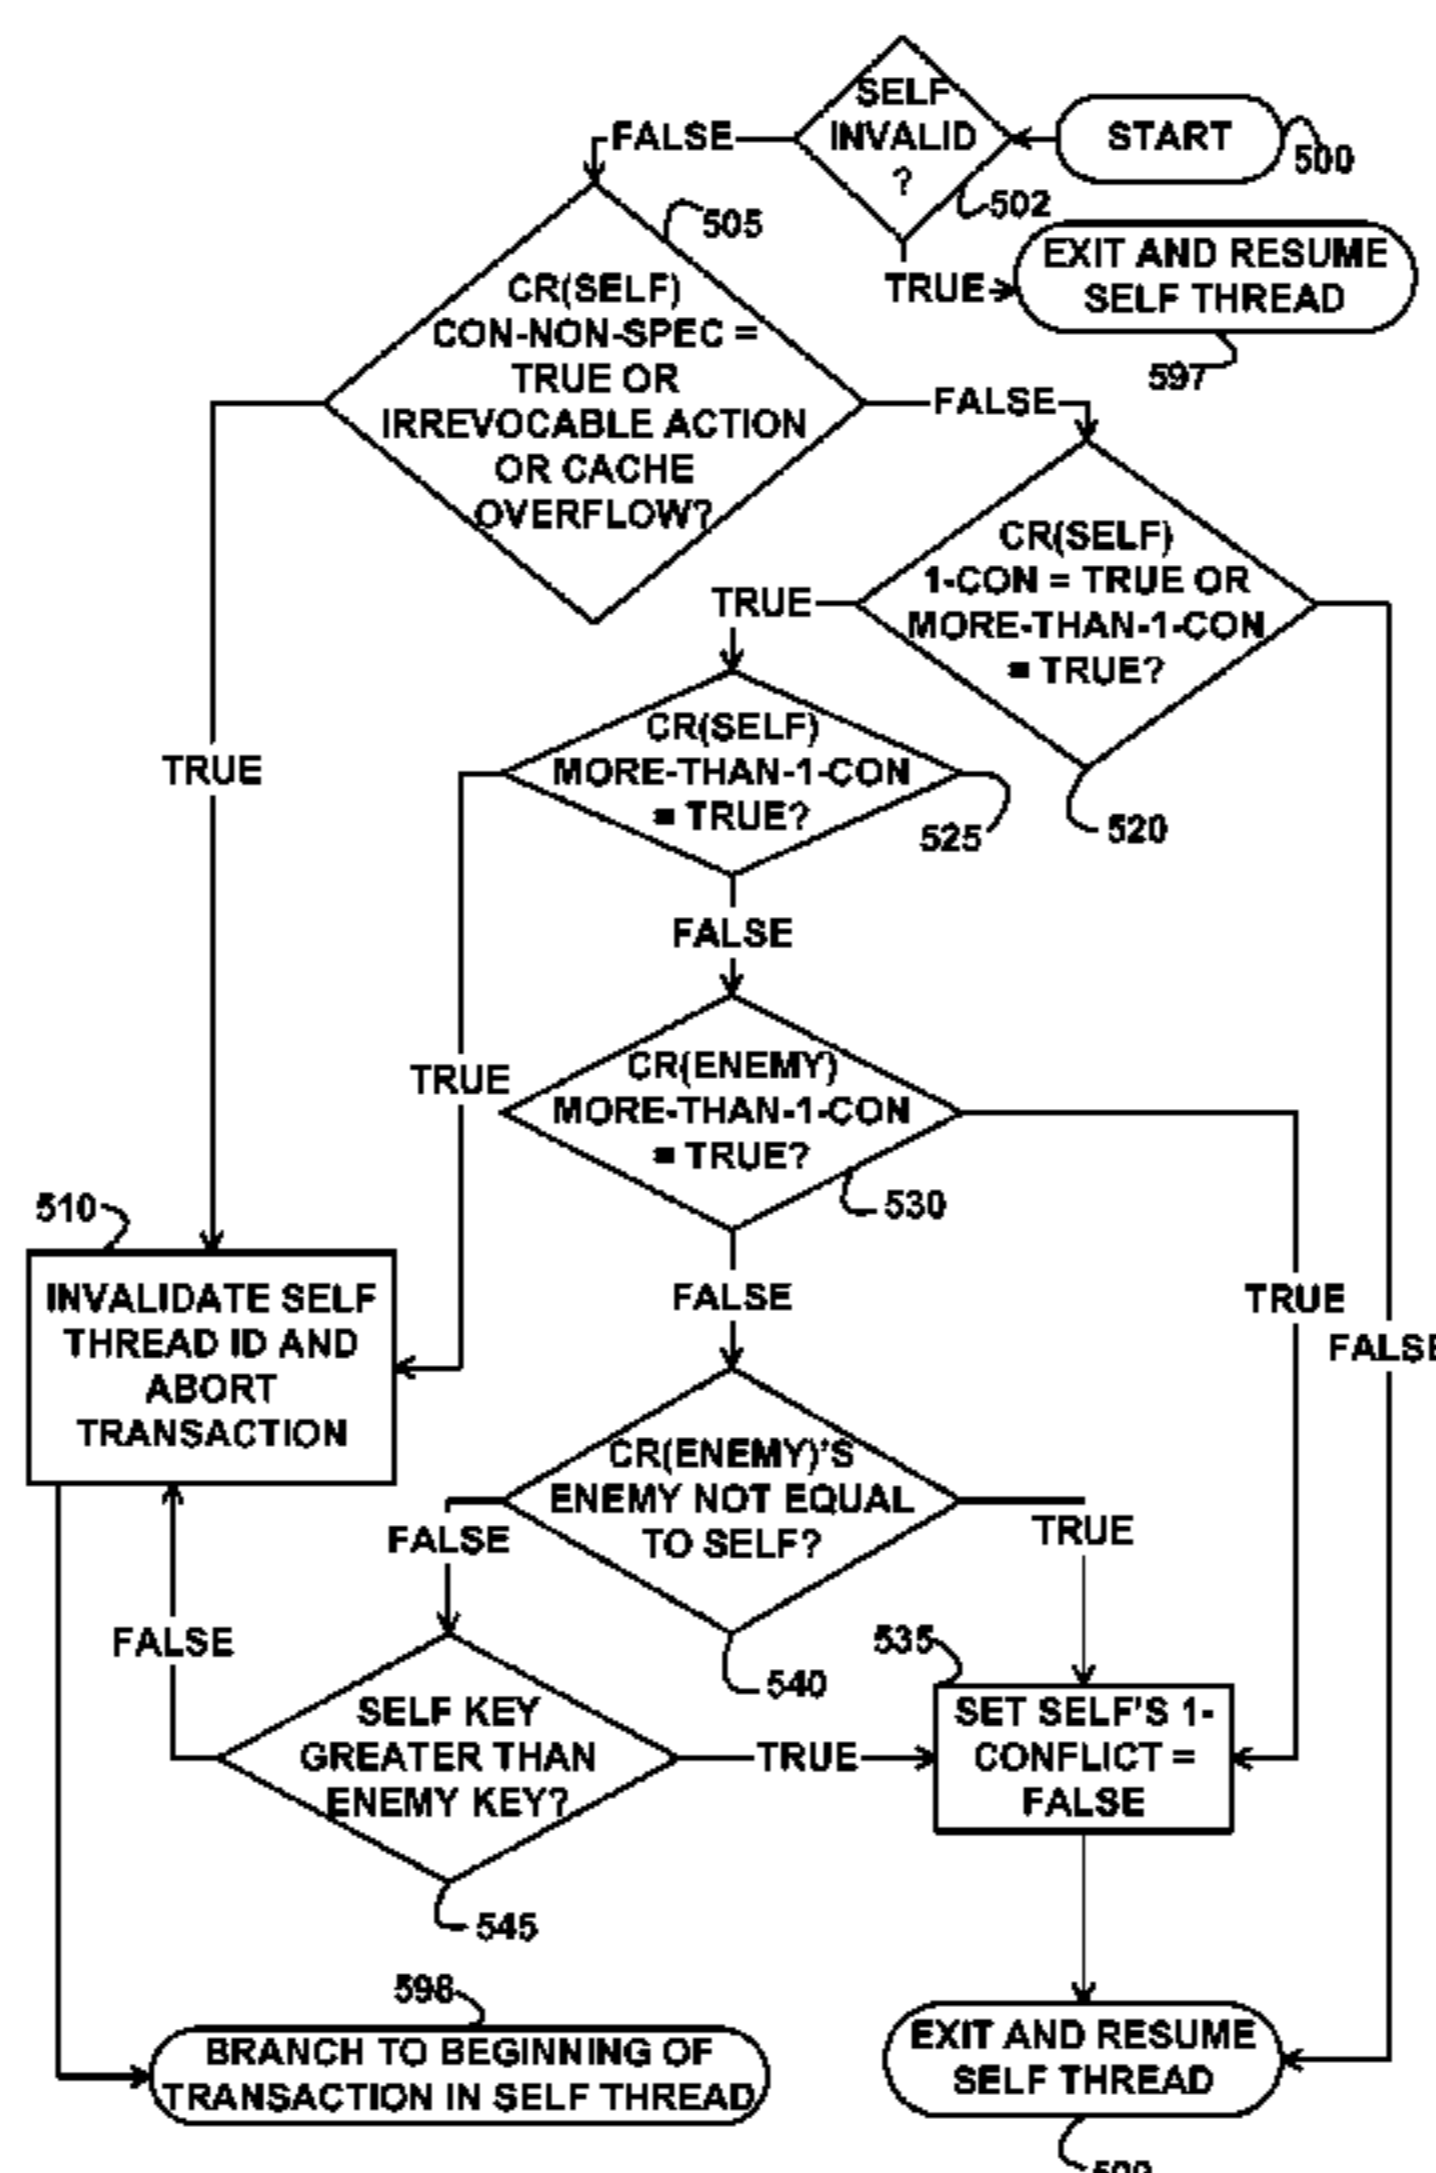 SELF
INVALID
?
START
500
FALSE
502
505
EXIT AND RESUME
SELF THREAD
TRUE
597
CR(SELF)
CON-NON-SPEC =
TRUE OR
IRREVOCABLE ACTION
OR CACHE
OVERFLOW?
FALSE
CR(SELF)
1-CON = TRUE OR
MORE-THAN-1-CON
= TRUE?
TRUE
520
TRUE
CR(SELF)
MORE-THAN-1-CON
= TRUE?
525
FALSE
TRUE
CR(ENEMY)
MORE-THAN-1-CON
= TRUE?
530
510
INVALIDATE SELF
THREAD ID AND
ABORT
TRANSACTION
FALSE
TRUE
FALSE
CR(ENEMY)'S
ENEMY NOT EQUAL
TO SELF?
FALSE
TRUE
540
FALSE
535
SELF KEY
GREATER THAN
ENEMY KEY?
TRUE
SET SELF'S 1-
CONFLICT =
FALSE
545
598
BRANCH TO BEGINNING OF
TRANSACTION IN SELF THREAD
EXIT AND RESUME
SELF THREAD